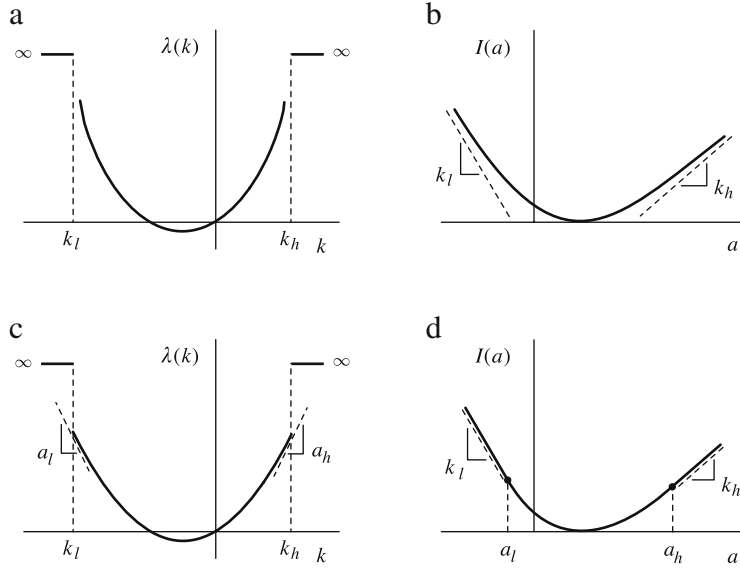 a
λ(k)
∞ ∞
k_l k_h k
b
I(a)
k_l
k_h
a
c
λ(k)
∞ ∞
a_l a_h
k_l k_h k
d
I(a)
k_l
k_h
a_l a_h a